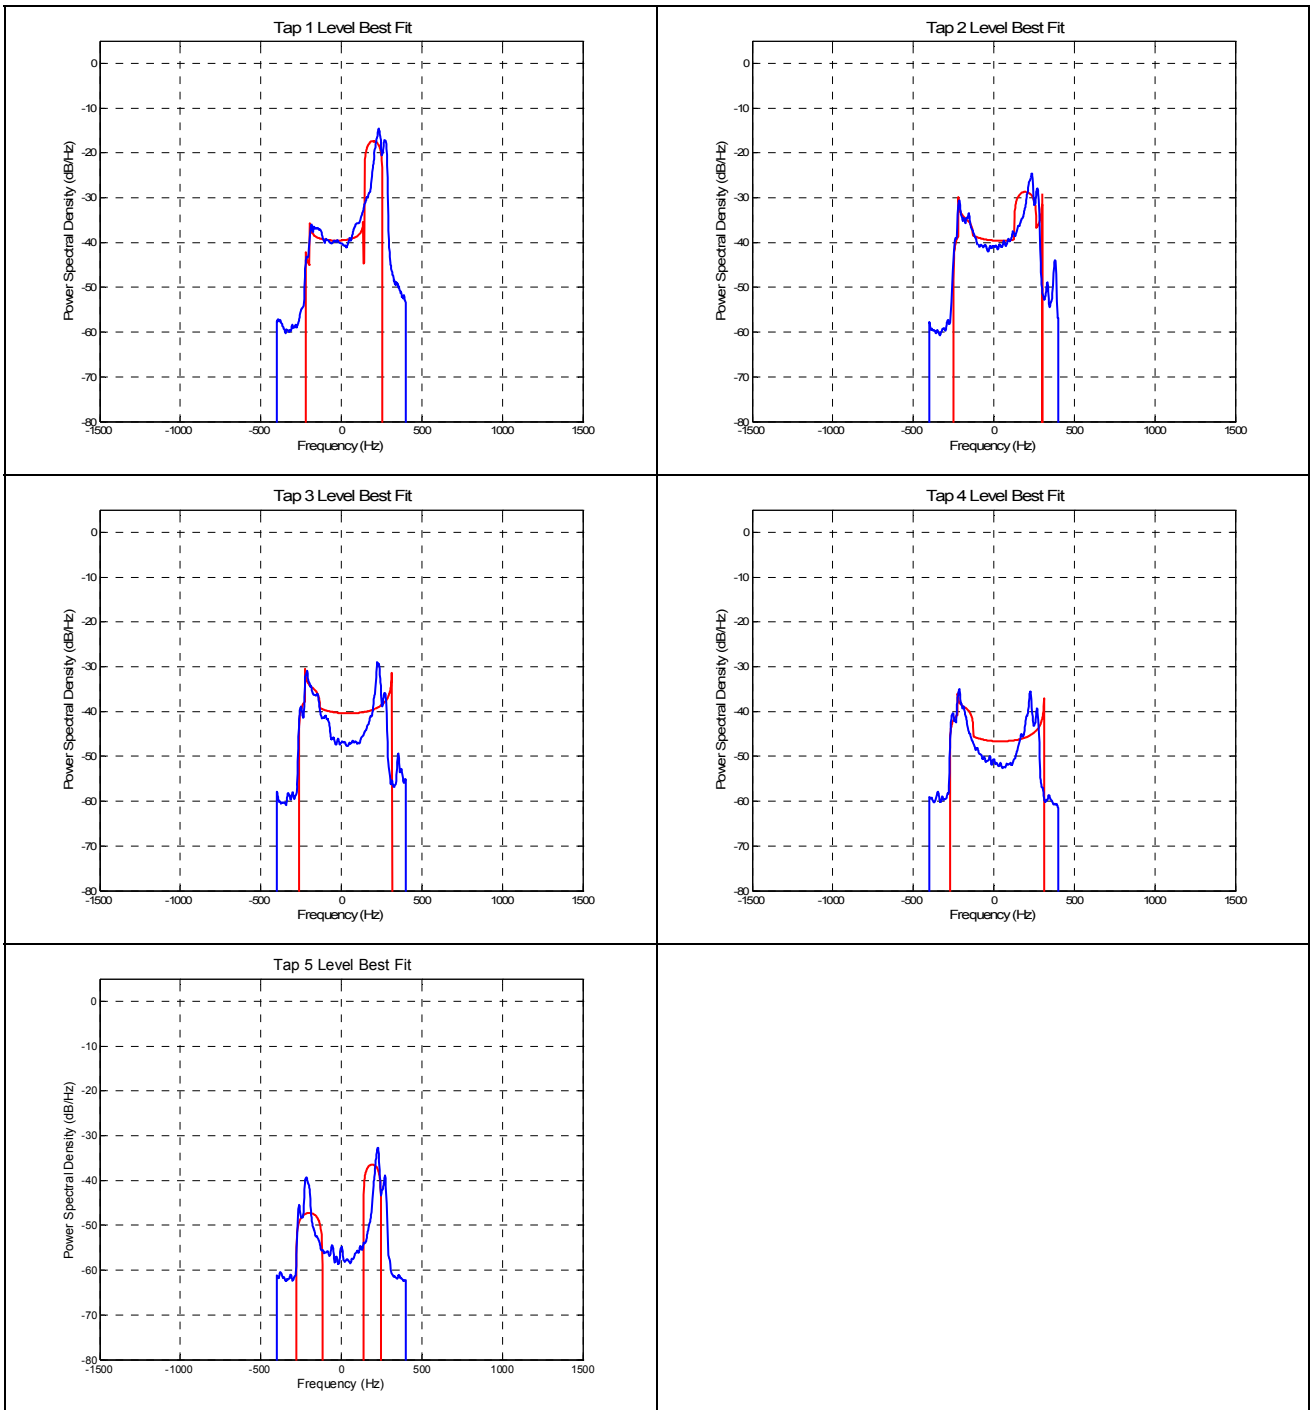 Tap 1 Level Best Fit
Power Spectral Density (dB/Hz)
0
-10
-20
-30
-40
-50
-60
-70
-80
-1500 -1000 -500 0 500 1000 1500
Frequency (Hz)
Tap 2 Level Best Fit
Power Spectral Density (dB/Hz)
0
-10
-20
-30
-40
-50
-60
-70
-80
-1500 -1000 -500 0 500 1000 1500
Frequency (Hz)
Tap 3 Level Best Fit
Power Spectral Density (dB/Hz)
0
-10
-20
-30
-40
-50
-60
-70
-80
-1500 -1000 -500 0 500 1000 1500
Frequency (Hz)
Tap 4 Level Best Fit
Power Spectral Density (dB/Hz)
0
-10
-20
-30
-40
-50
-60
-70
-80
-1500 -1000 -500 0 500 1000 1500
Frequency (Hz)
Tap 5 Level Best Fit
Power Spectral Density (dB/Hz)
0
-10
-20
-30
-40
-50
-60
-70
-80
-1500 -1000 -500 0 500 1000 1500
Frequency (Hz)